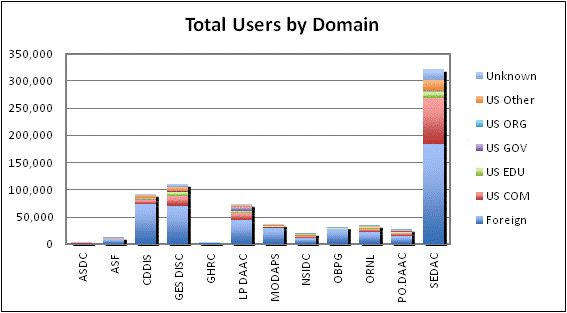 Total Users by Domain
350,000
300,000
250,000
200,000
150,000
100,000
50,000
0
ASDC
ASF
CDDIS
GES DISC
GHRC
LP DAAC
MODAPS
NSIDC
OBPG
ORNL
PO.DAAC
SEDAC
Unknown
US Other
US ORG
US GOV
US EDU
US COM
Foreign